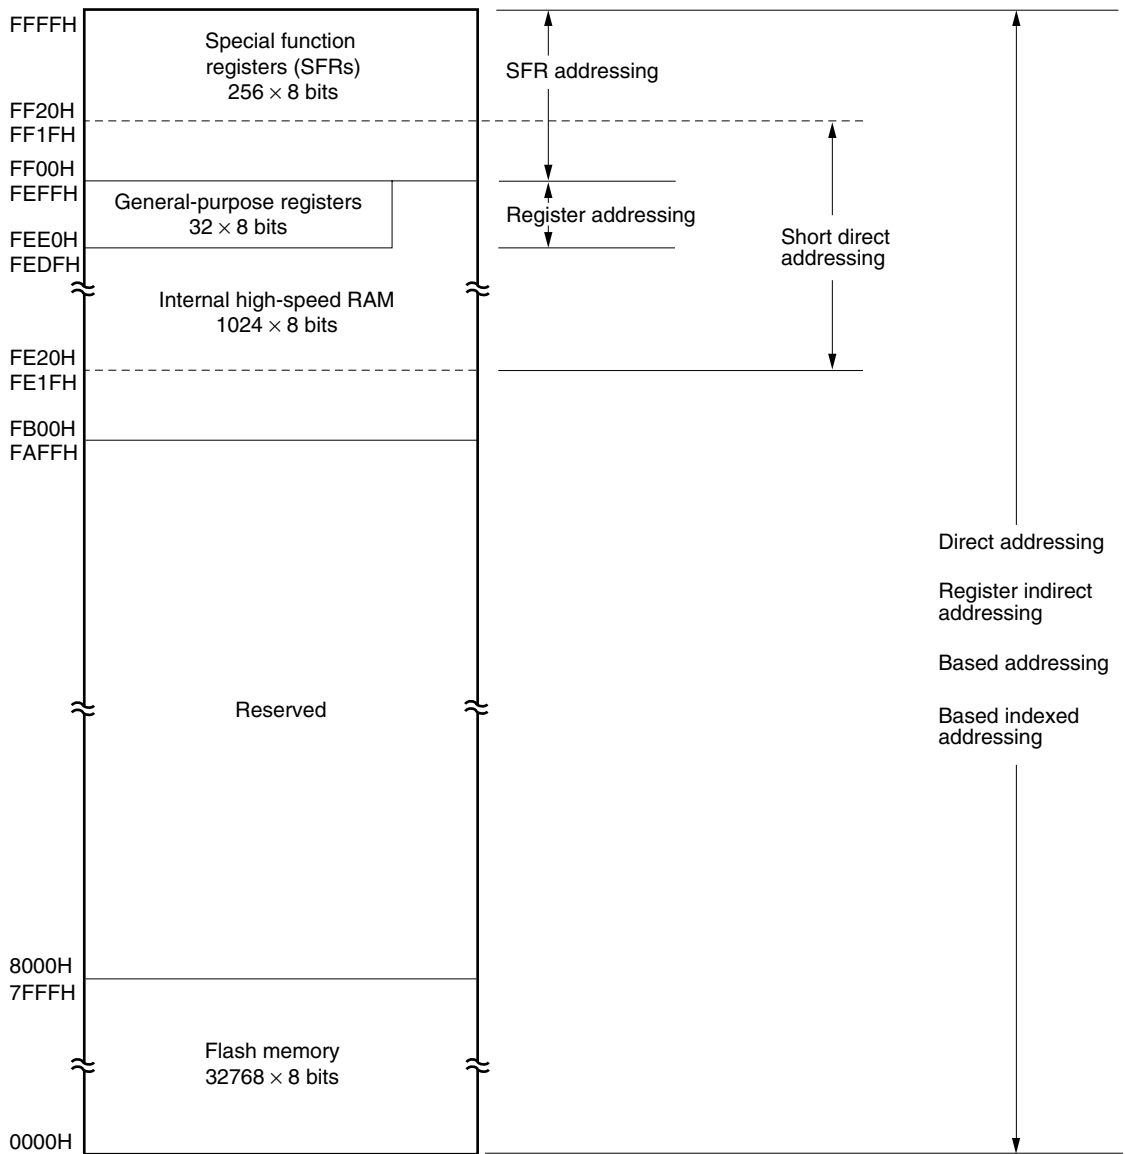 FFFFH
Special function
registers (SFRs)
256 × 8 bits
SFR addressing
FF20H
FF1FH
FF00H
FEFFH
General-purpose registers
32 × 8 bits
Register addressing
FEE0H
FEDFH
Short direct
addressing
Internal high-speed RAM
1024 × 8 bits
FE20H
FE1FH
FB00H
FAFFH
Direct addressing
Register indirect
addressing
Based addressing
Based indexed
addressing
Reserved
8000H
7FFFH
Flash memory
32768 × 8 bits
0000H